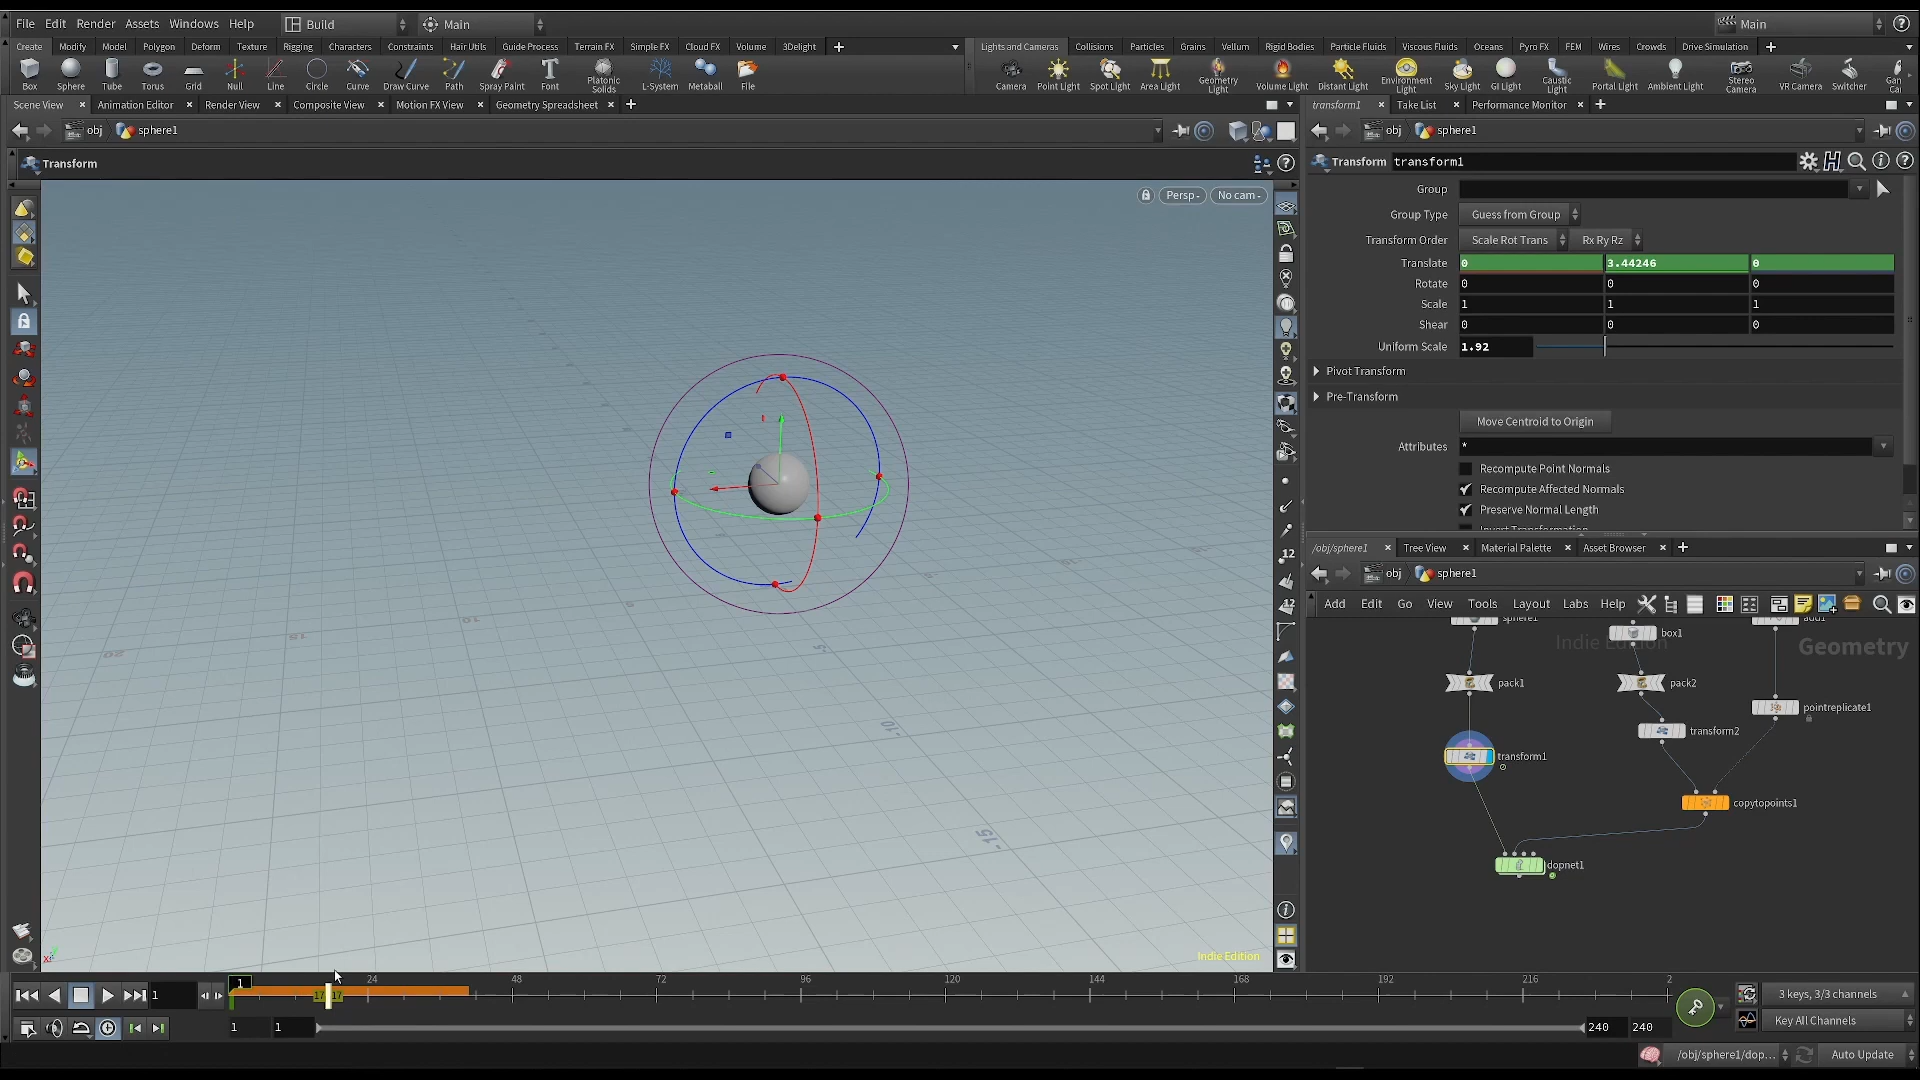 File Edit Render Assets Windows Help Build Main Main
Create Modify Model Polygon Deform Texture Rigging Characters Constraints Hair Utils Guide Process Terrain FX Simple FX Cloud FX Volume 3Delight
Lights and Cameras Collisions Particles Grains Vellum Rigid Bodies Particle Fluids Viscous Fluids Oceans Pyro FX FEM Wires Crowds Drive Simulation
Box Sphere Tube Torus Grid Null Line Circle Curve Draw Curve Path Spray Paint Font Platonic Solids L-System Metaball File
Camera Point Light Spot Light Area Light Geometry Light Volume Light Distant Light Environment Light Sky Light GI Light Caustic Light Portal Light Ambient Light Stereo Camera VR Camera Switcher
Scene View Animation Editor Render View Composite View Motion FX View Geometry Spreadsheet
transform1 Take List Performance Monitor
obj sphere1
obj sphere1
Transform
Transform transform1
Persp No cam
Group
Group Type Guess from Group
Transform Order Scale Rot Trans Rx Ry Rz
Translate 0 3.44246 0
Rotate 0 0 0
Scale 1 1 1
Shear 0 0 0
Uniform Scale 1.92
Pivot Transform
Pre-Transform
Move Centroid to Origin
Attributes *
Recompute Point Normals
Recompute Affected Normals
Preserve Normal Length
Invert Transformation
/obj/sphere1 Tree View Material Palette Asset Browser
obj sphere1
Add Edit Go View Tools Layout Labs Help
sphere1 box1 add1
Indie Edition Geometry
pack1 pack2
pointreplicate1
transform2
transform1
copytopoints1
dopnet1
Indie Edition
1 24 48 72 96 120 144 168 192 216 2
1 17 17
3 keys, 3/3 channels
1 1 240 240
Key All Channels
/obj/sphere1/dop... Auto Update